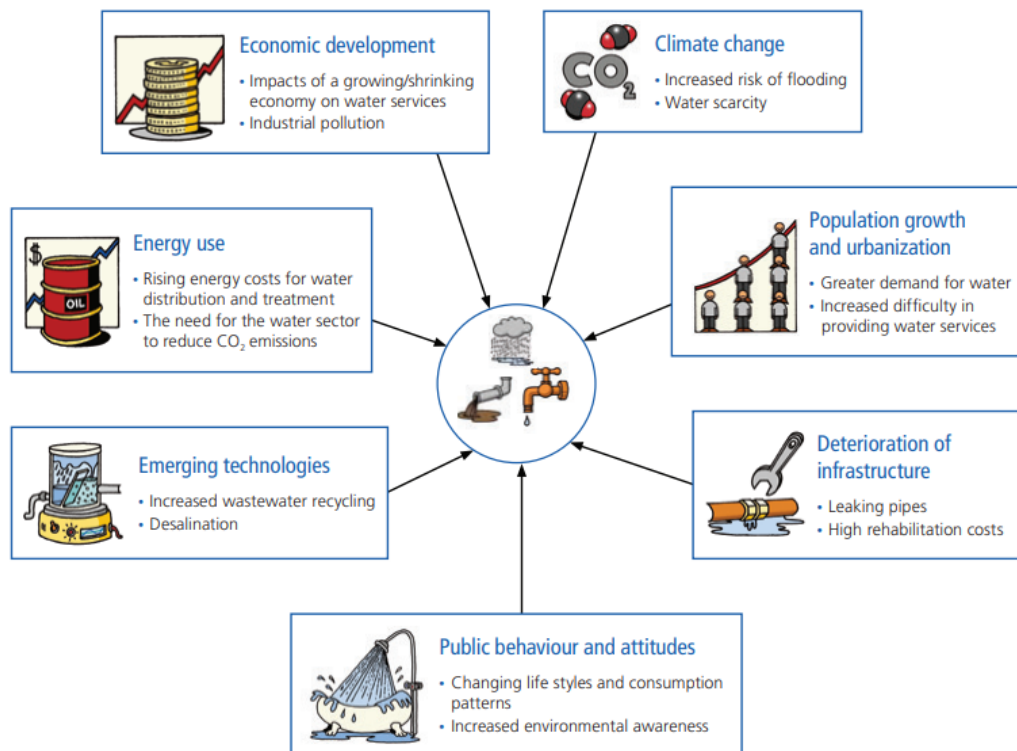 Economic development
• Impacts of a growing/shrinking
economy on water services
• Industrial pollution
CO2
Climate change
• Increased risk of flooding
• Water scarcity
$
OIL
Energy use
• Rising energy costs for water
distribution and treatment
• The need for the water sector
to reduce CO₂ emissions
Population growth
and urbanization
• Greater demand for water
• Increased difficulty in
providing water services
Emerging technologies
• Increased wastewater recycling
• Desalination
Deterioration of
infrastructure
• Leaking pipes
• High rehabilitation costs
Public behaviour and attitudes
• Changing life styles and consumption
patterns
• Increased environmental awareness